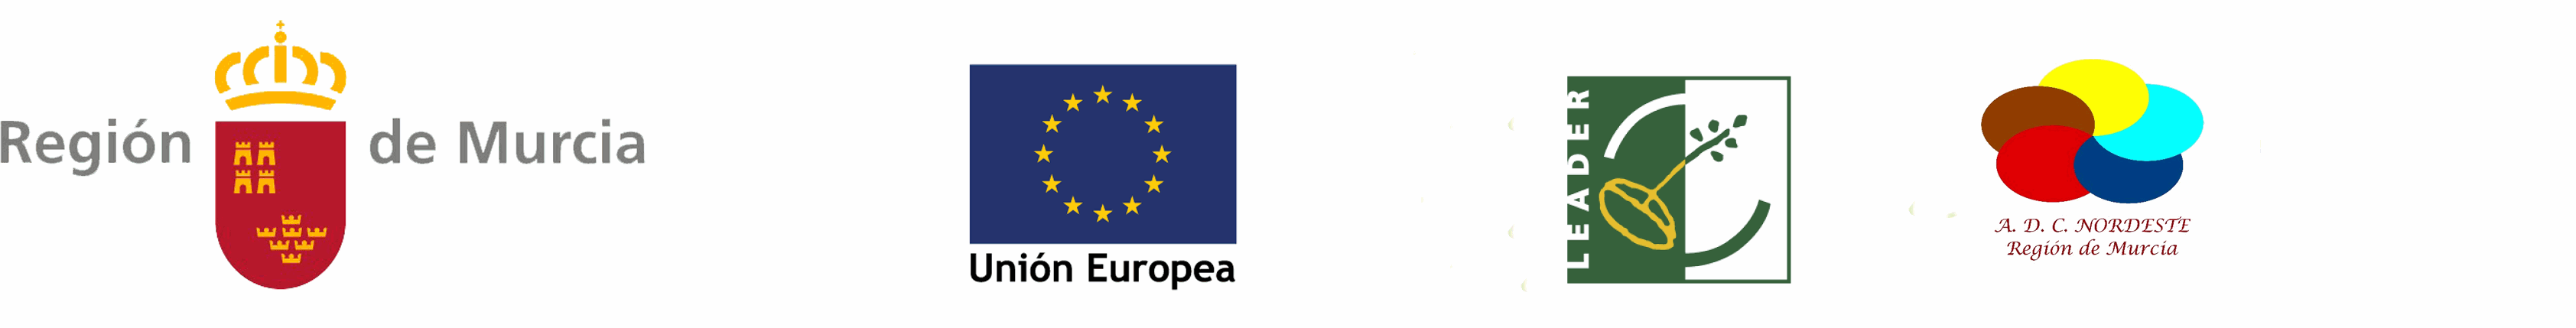 Región de Murcia
Unión Europea
LEADER
A. D. C. NORDESTE
Región de Murcia